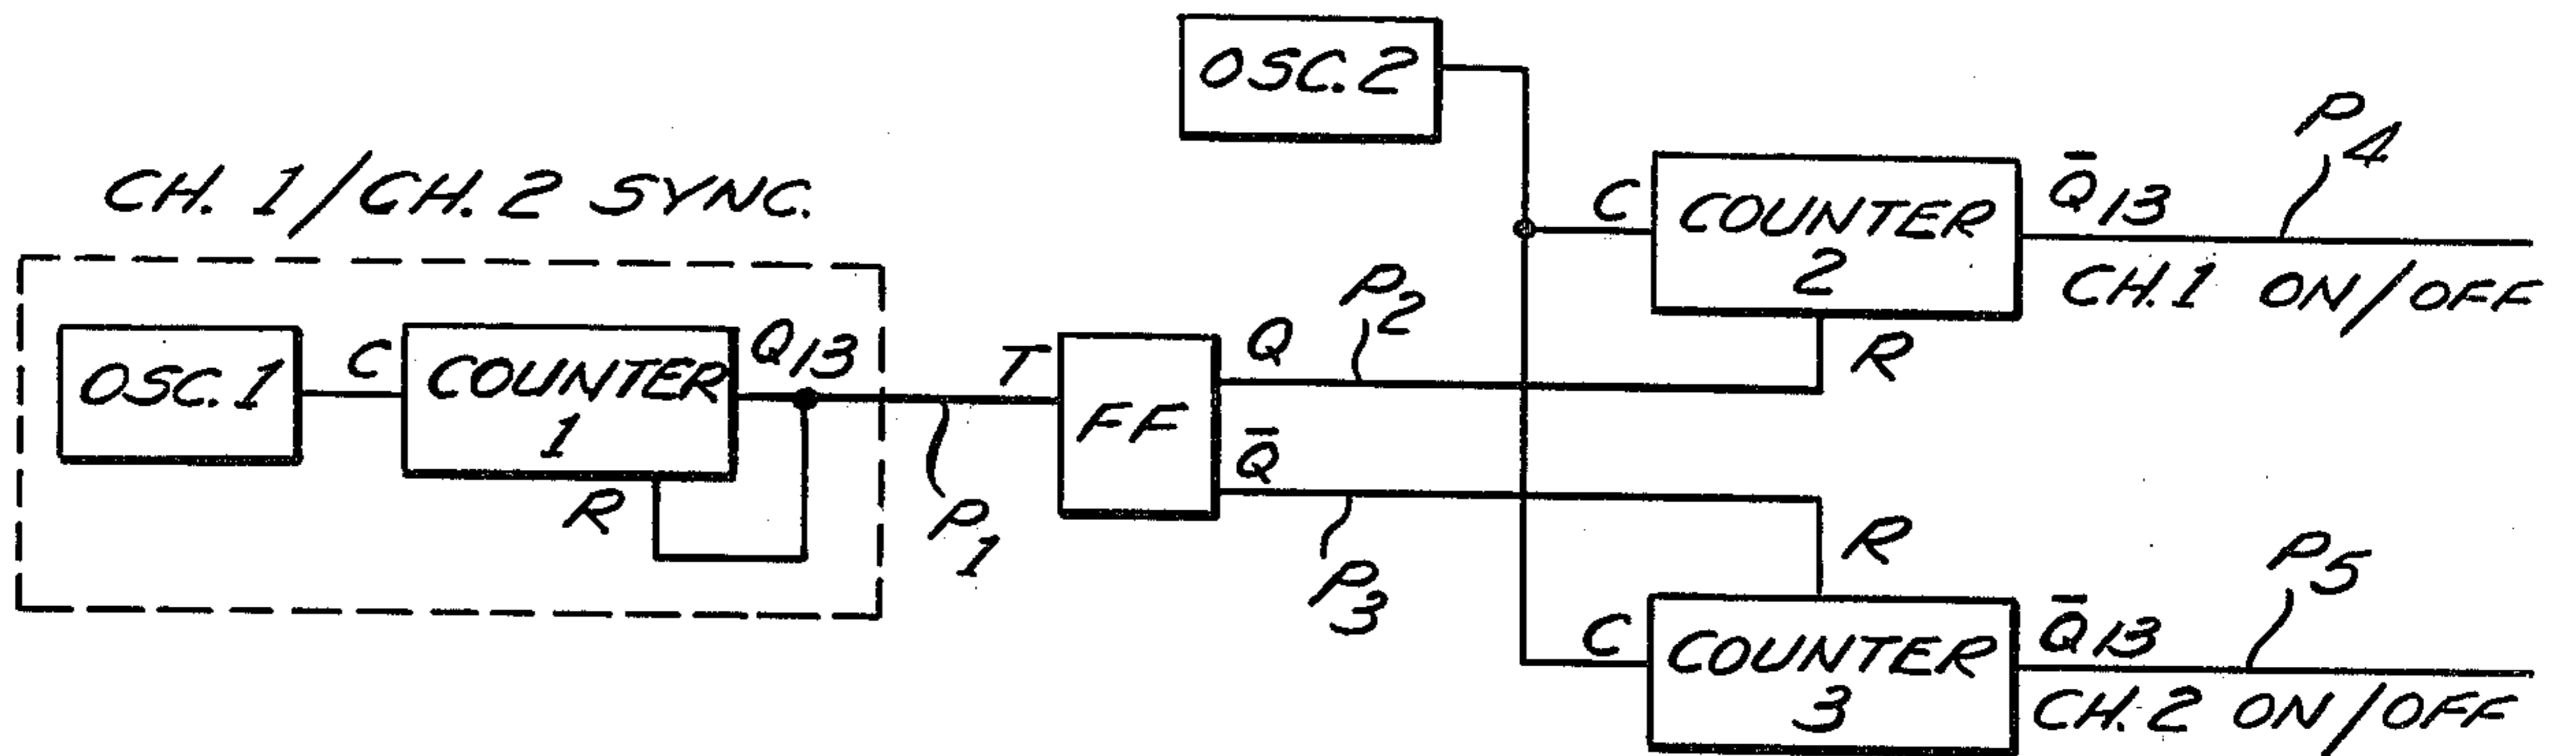 OSC. 2
P4
CH. 1/CH. 2 SYNC.
C
COUNTER
2
Q̄13
CH. 1 ON/OFF
R
P2
OSC. 1
C
COUNTER
1
Q13
R
P1
T
FF
Q
Q̄
P3
R
C
COUNTER
3
Q̄13
P5
CH. 2 ON/OFF